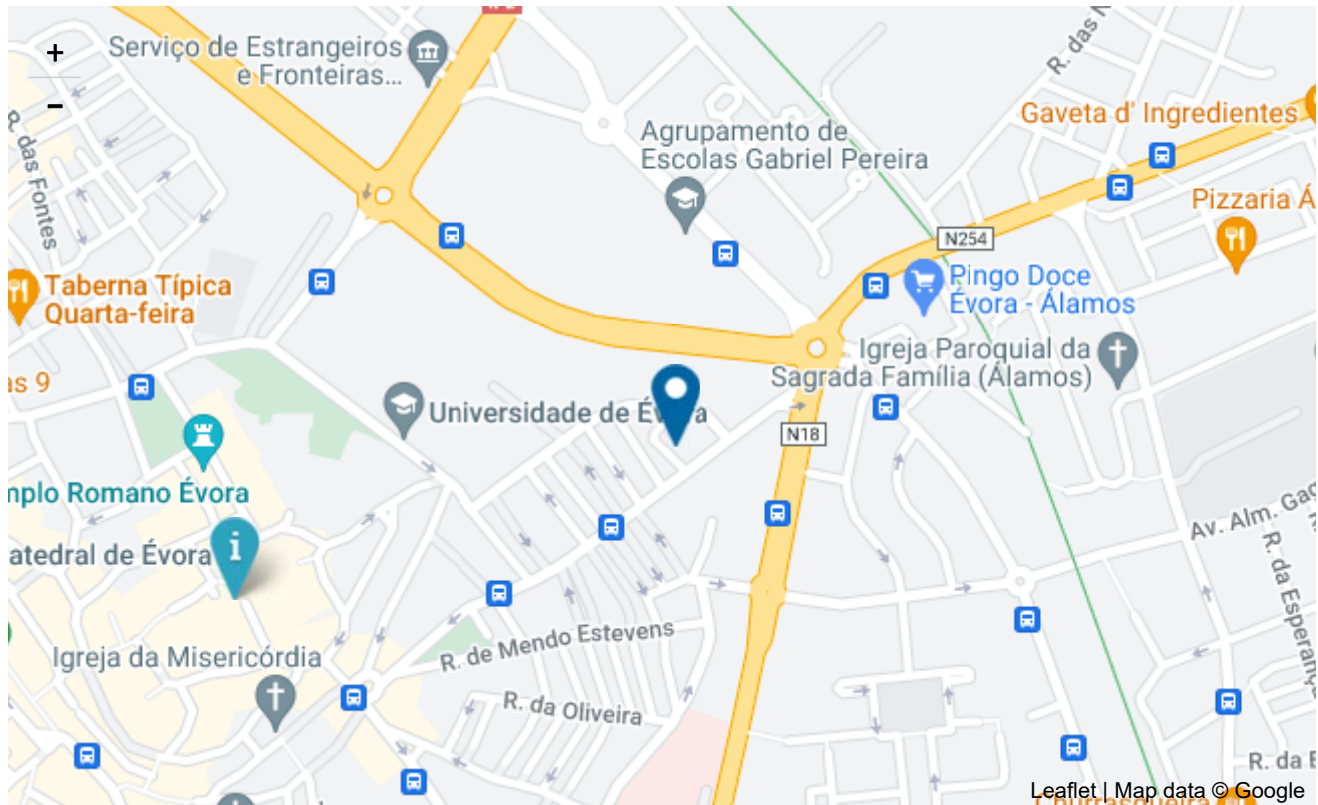 +
−
Serviço de Estrangeiros
e Fronteiras...
R. das Fontes
Agrupamento de
Escolas Gabriel Pereira
Gaveta d' Ingredientes
Pizzaria
N254
Taberna Típica
Quarta-feira
Pingo Doce
Évora - Álamos
Igreja Paroquial da
Sagrada Família (Álamos)
as 9
Universidade de Évora
N18
mplo Romano Évora
atedral de Évora
i
Av. Alm. Gag
R. da Esperança
R. de Mendo Estevens
Igreja da Misericórdia
R. da Oliveira
R. da E
Leaflet | Map data © Google
Churrasqueira